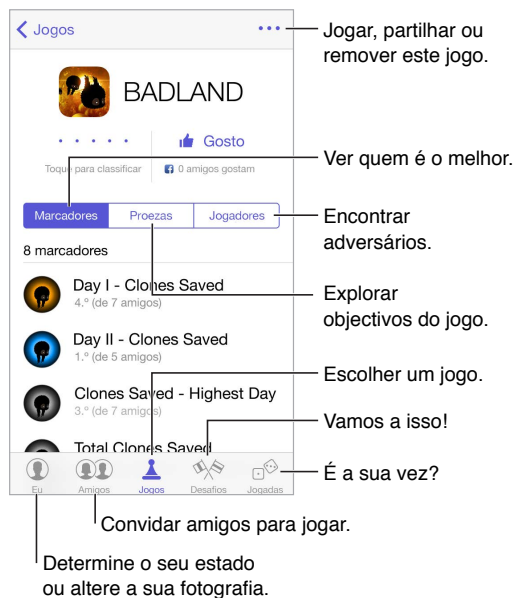 Jogos
Jogar, partilhar ou
remover este jogo.
BADLAND
Gosto
Toque para classificar
0 amigos gostam
Ver quem é o melhor.
Marcadores
Proezas
Jogadores
Encontrar
adversários.
8 marcadores
Day I - Clones Saved
4.º (de 7 amigos)
Explorar
objectivos do jogo.
Day II - Clones Saved
1.º (de 5 amigos)
Escolher um jogo.
Clones Saved - Highest Day
3.º (de 7 amigos)
Vamos a isso!
Total Clones Saved
É a sua vez?
Eu
Amigos
Jogos
Desafios
Jogadas
Convidar amigos para jogar.
Determine o seu estado
ou altere a sua fotografia.